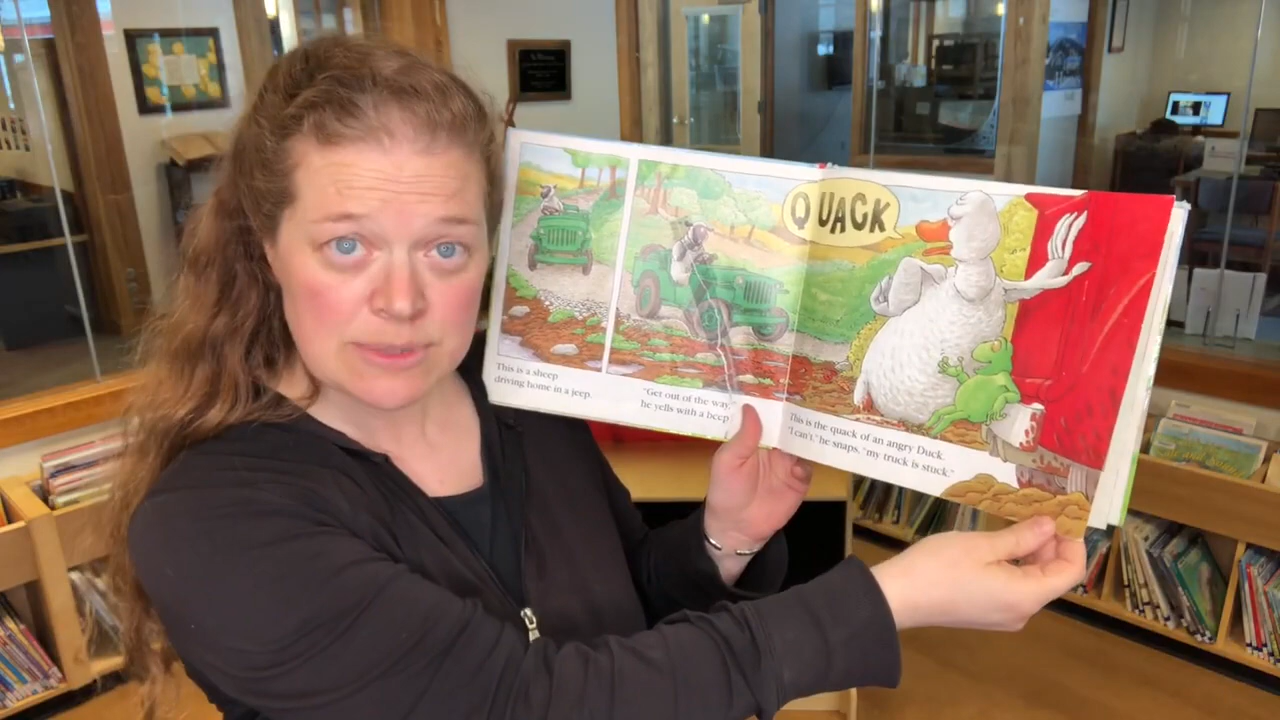 QUACK
This is a sheep
driving home in a jeep.
"Get out of the way,"
he yells with a beep
This is the quack of an angry Duck.
"I can't," he snaps, "my truck is stuck."